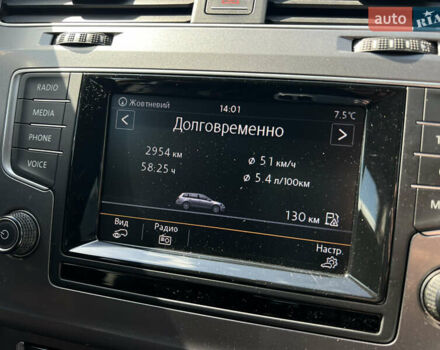 auto RIA
RADIO
MEDIA
PHONE
VOICE
Жовтневий 14:01 7.5°C
Долговременно
2954 км ø 51 км/ч
58:25 ч ø 5.4 л/100км
130 км
Вид Радио Настр.